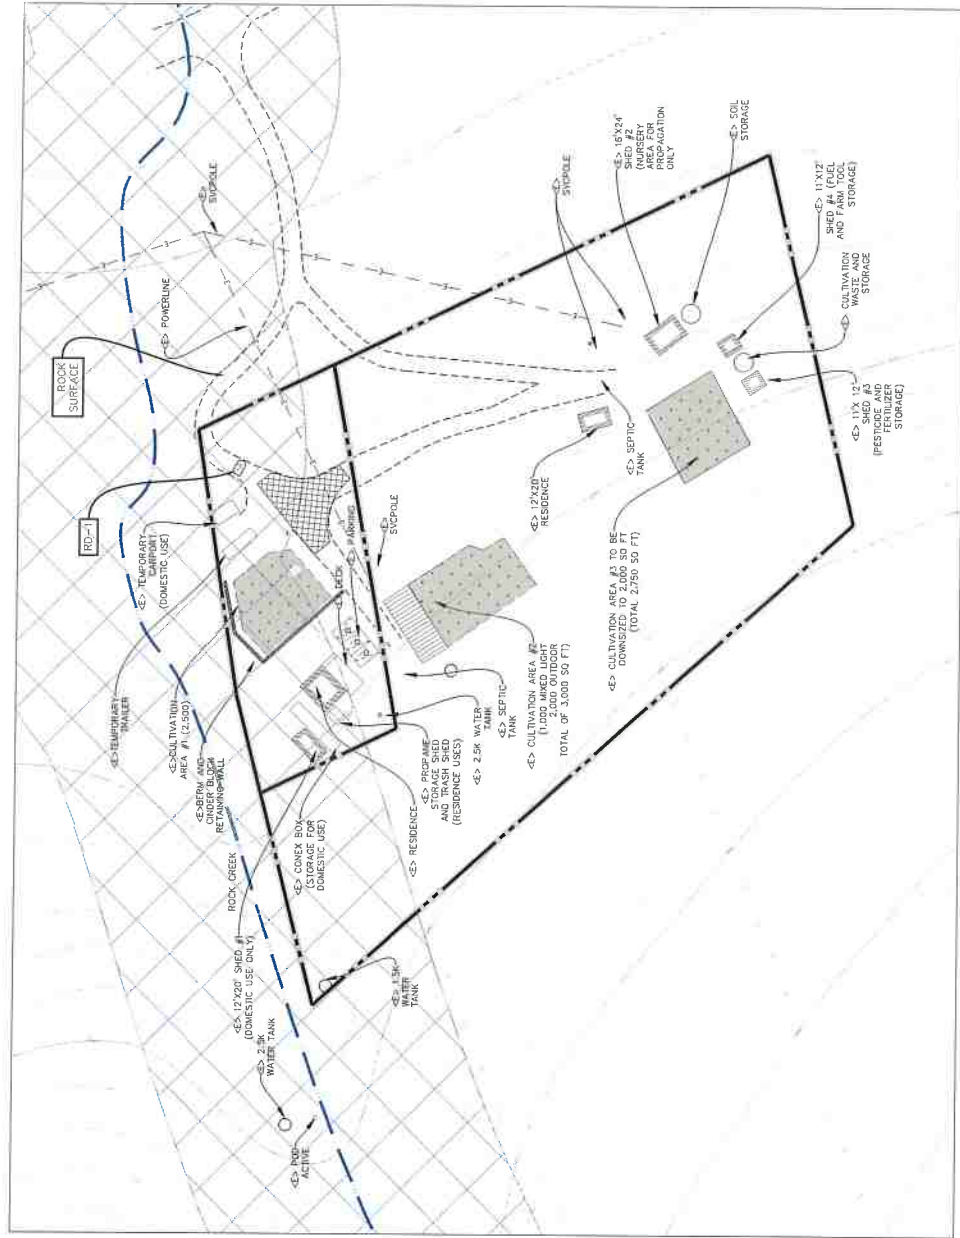 <E> POD
ACTIVE
<E> 2.5K
WATER TANK
<E> 12'X20' SHED #1
(DOMESTIC USE ONLY)
ROCK CREEK
<E> BERM AND
CINDER BLOCK
RETAINING WALL
<E> CULTIVATION
AREA #1 (2,500)
<E> TEMPORARY
TRAILER
<E> TEMPORARY
CARPORT
(DOMESTIC USE)
RD-1
ROCK
SURFACE
<E> POWERLINE
<E>
SVCPOLE
<E> 1.5K
WATER
TANK
<E> CONEX BOX
(STORAGE FOR
DOMESTIC USE)
<E> RESIDENCE
<E> PROPANE
STORAGE SHED
AND TRASH SHED
(RESIDENCE USES)
<E> 2.5K WATER
TANK
<E> SEPTIC
TANK
<E> DECK
<E> PARKING
<E>
SVCPOLE
<E> CULTIVATION AREA #2
(1,000 MIXED LIGHT
2,000 OUTDOOR
TOTAL OF 3,000 SQ FT)
<E> 12'X20'
RESIDENCE
<E> SEPTIC
TANK
<E>
SVCPOLE
<E> 16'X24'
SHED #2
(NURSERY
AREA FOR
PROPAGATION
ONLY
<E> SOIL
STORAGE
<E> CULTIVATION AREA #3 TO BE
DOWNSIZED TO 2,000 SQ FT
(TOTAL 2,750 SQ FT)
<E> 11'X12'
SHED #4 (FUEL
AND FARM TOOL
STORAGE)
<E> CULTIVATION
WASTE AND
STORAGE
<E> 11'X 12'
SHED #3
(PESTICIDE AND
FERTILIZER
STORAGE)